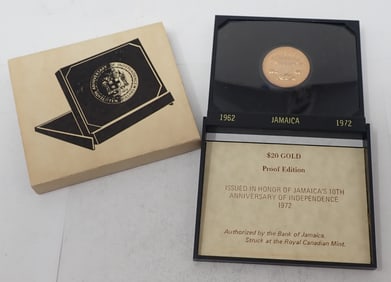 1962 JAMAICA 1972
$20 GOLD
Proof Edition
ISSUED IN HONOR OF JAMAICA'S 10TH
ANNIVERSARY OF INDEPENDENCE
1972
Authorized by the Bank of Jamaica.
Struck at the Royal Canadian Mint.